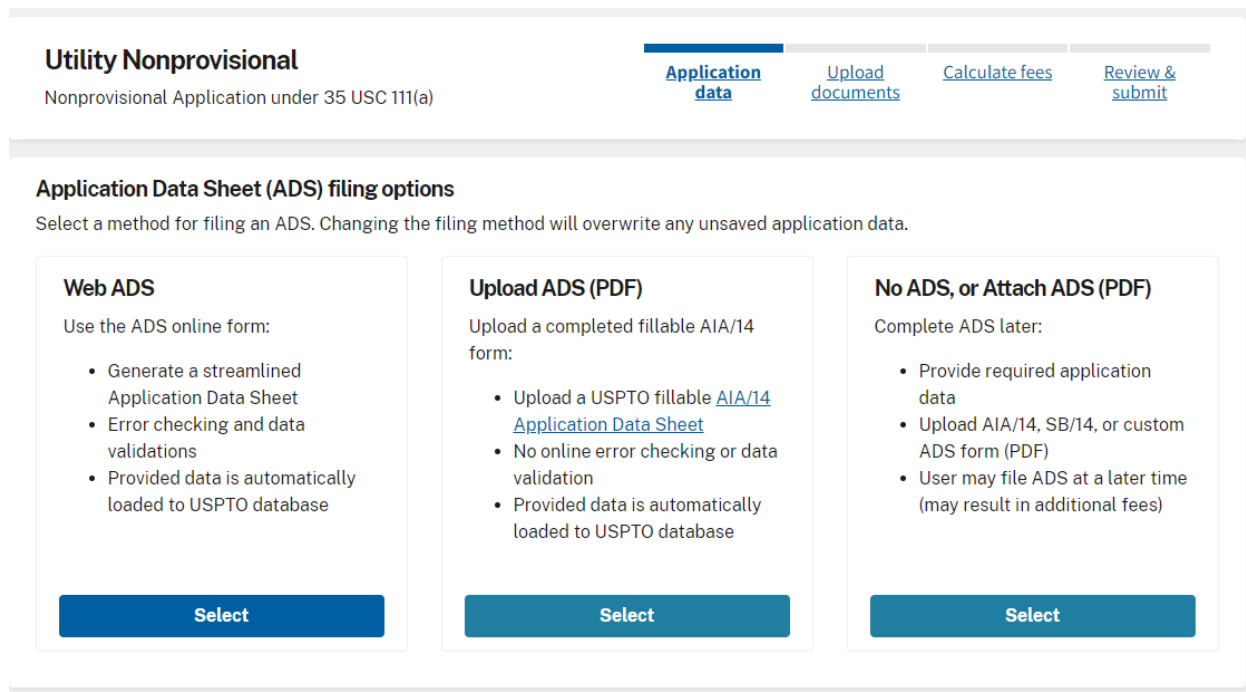 Utility Nonprovisional
Nonprovisional Application under 35 USC 111(a)
Application
data
Upload
documents
Calculate fees
Review &
submit
Application Data Sheet (ADS) filing options
Select a method for filing an ADS. Changing the filing method will overwrite any unsaved application data.
Web ADS
Use the ADS online form:
• Generate a streamlined
Application Data Sheet
• Error checking and data
validations
• Provided data is automatically
loaded to USPTO database
Select
Upload ADS (PDF)
Upload a completed fillable AIA/14
form:
• Upload a USPTO fillable AIA/14
Application Data Sheet
• No online error checking or data
validation
• Provided data is automatically
loaded to USPTO database
Select
No ADS, or Attach ADS (PDF)
Complete ADS later:
• Provide required application
data
• Upload AIA/14, SB/14, or custom
ADS form (PDF)
• User may file ADS at a later time
(may result in additional fees)
Select